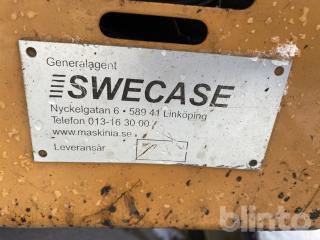 Generalagent
SWECASE
Nyckelgatan 6 • 589 41 Linköping
Telefon 013-16 30 00
www.maskinia.se
Leveransår
blinto